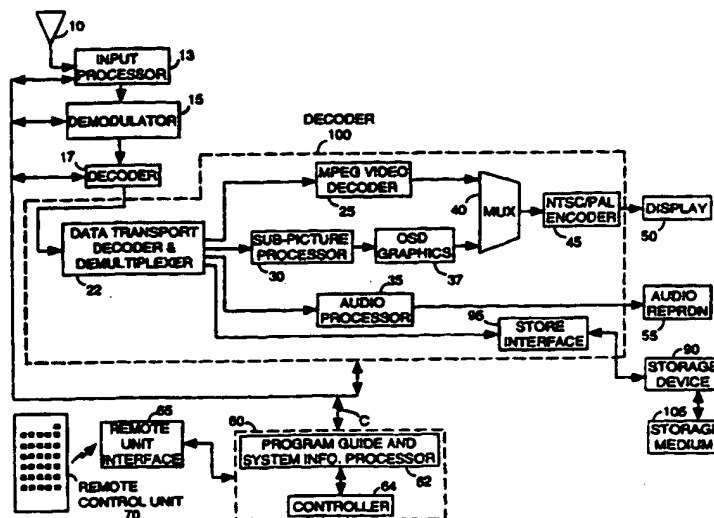 10
INPUT
PROCESSOR
13
DEMODULATOR
15
17
DECODER
DECODER
100
MPEG VIDEO
DECODER
25
40
MUX
NTSC/PAL
ENCODER
45
DISPLAY
50
DATA TRANSPORT
DECODER &
DEMULTIPLEXER
22
SUB-PICTURE
PROCESSOR
30
OSD
GRAPHICS
37
35
AUDIO
PROCESSOR
AUDIO
REPRDN
55
95
STORE
INTERFACE
90
STORAGE
DEVICE
105
STORAGE
MEDIUM
C
65
REMOTE
UNIT
INTERFACE
60
PROGRAM GUIDE AND
SYSTEM INFO. PROCESSOR
62
64
CONTROLLER
REMOTE
CONTROL UNIT
70